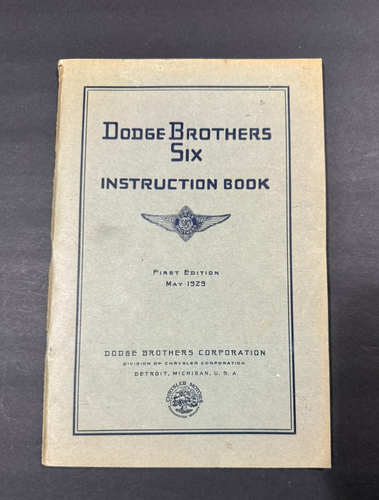 DODGE BROTHERS
SIX
INSTRUCTION BOOK
FIRST EDITION
MAY 1929
DODGE BROTHERS CORPORATION
DIVISION OF CHRYSLER CORPORATION
DETROIT, MICHIGAN, U. S. A.
CHRYSLER MOTORS